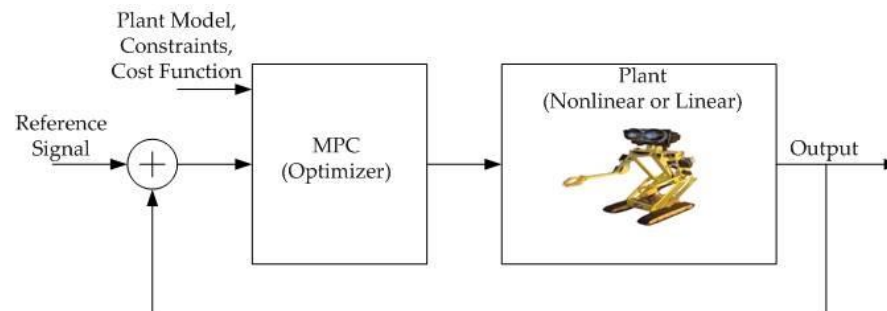 Plant Model,
Constraints,
Cost Function
Reference
Signal
+
MPC
(Optimizer)
Plant
(Nonlinear or Linear)
Output